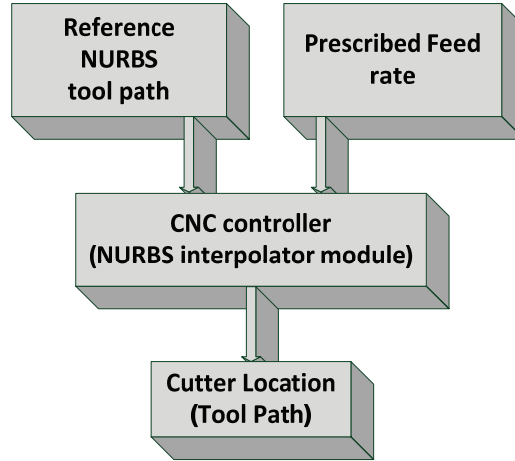 Reference
NURBS
tool path
Prescribed Feed
rate
CNC controller
(NURBS interpolator module)
Cutter Location
(Tool Path)